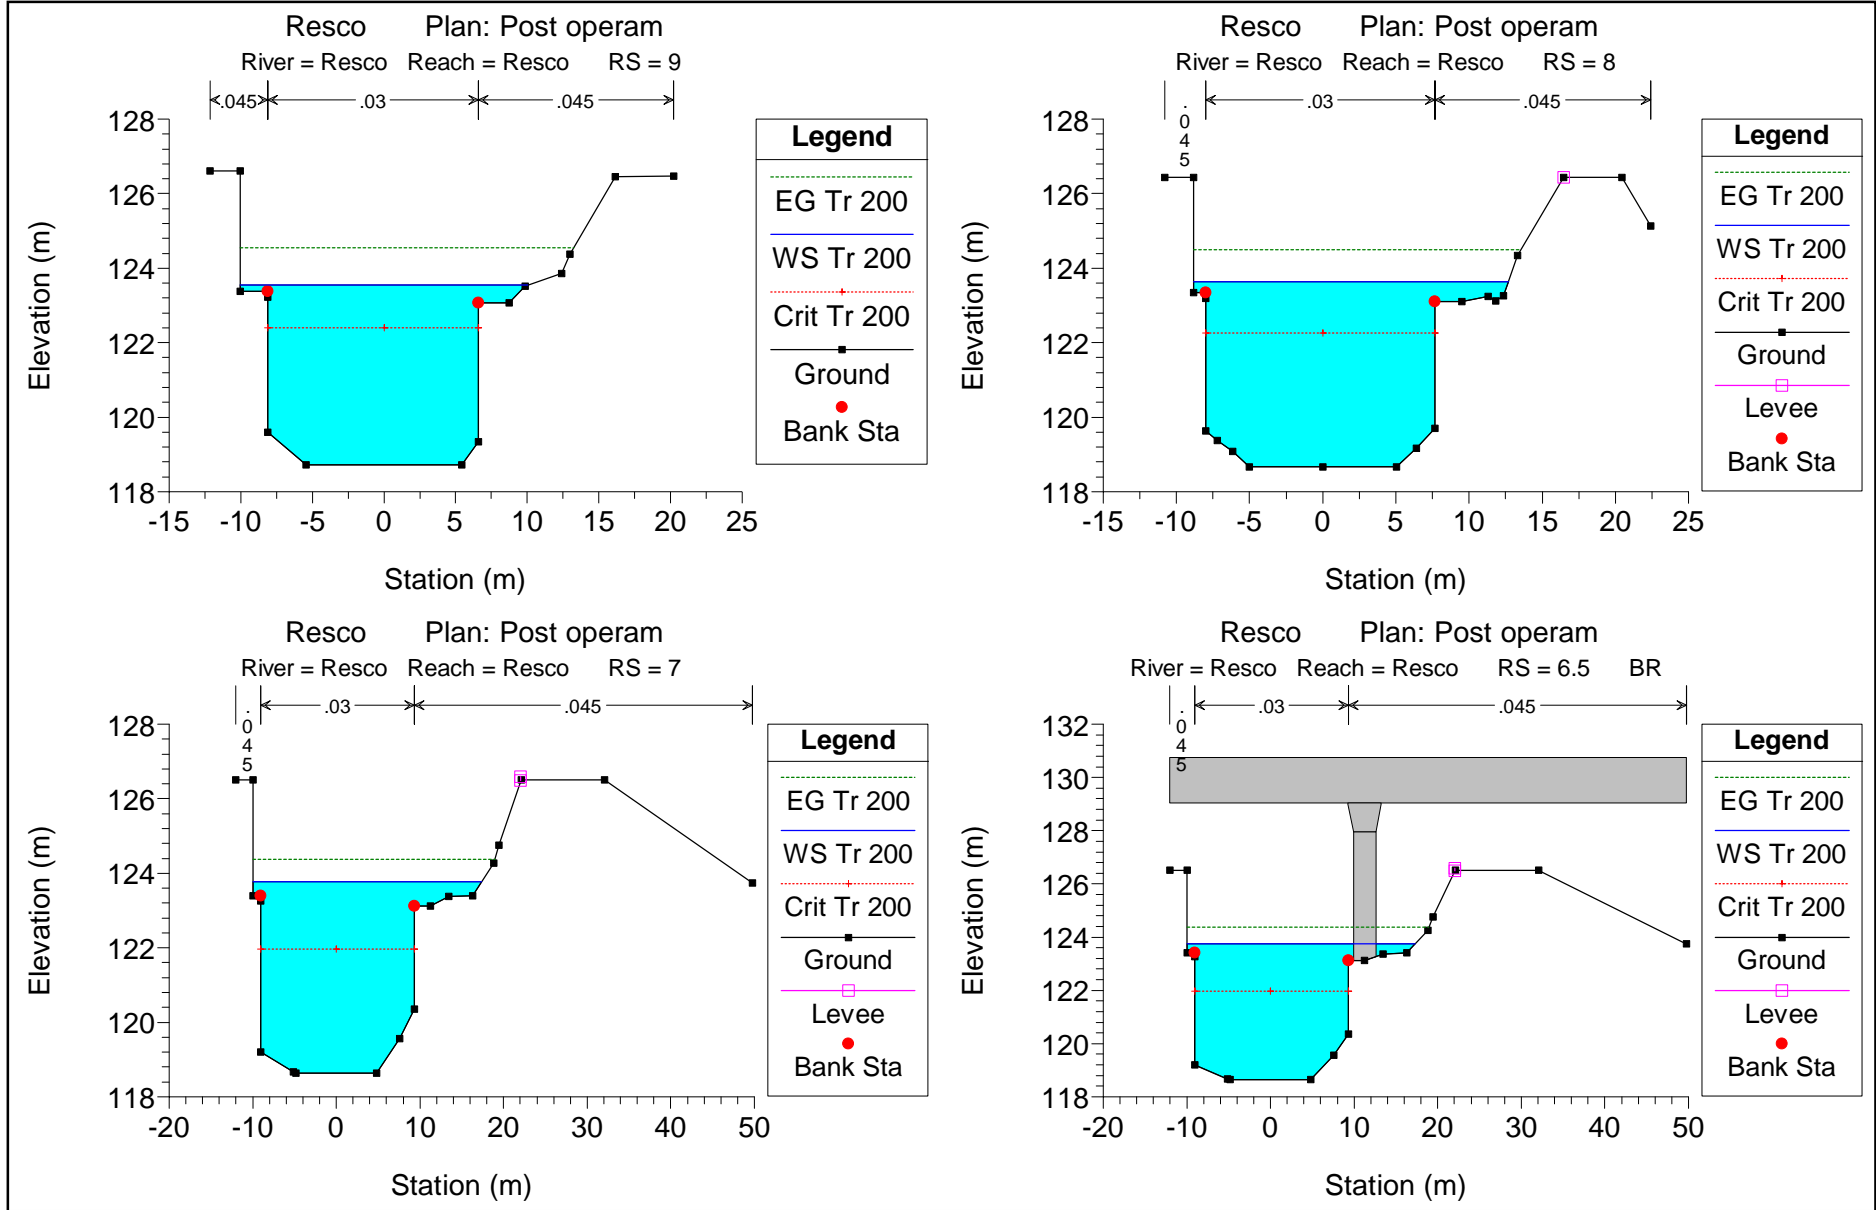 Resco Plan: Post operam
River = Resco Reach = Resco RS = 9
.045 .03 .045
128
126
124
122
120
118
-15 -10 -5 0 5 10 15 20 25
Elevation (m)
Station (m)
Legend
EG Tr 200
WS Tr 200
Crit Tr 200
Ground
Bank Sta
Resco Plan: Post operam
River = Resco Reach = Resco RS = 8
.045 .03 .045
128
126
124
122
120
118
-15 -10 -5 0 5 10 15 20 25
Elevation (m)
Station (m)
Legend
EG Tr 200
WS Tr 200
Crit Tr 200
Ground
Levee
Bank Sta
Resco Plan: Post operam
River = Resco Reach = Resco RS = 7
.045 .03 .045
128
126
124
122
120
118
-20 -10 0 10 20 30 40 50
Elevation (m)
Station (m)
Legend
EG Tr 200
WS Tr 200
Crit Tr 200
Ground
Levee
Bank Sta
Resco Plan: Post operam
River = Resco Reach = Resco RS = 6.5 BR
.045 .03 .045
132
130
128
126
124
122
120
118
-20 -10 0 10 20 30 40 50
Elevation (m)
Station (m)
Legend
EG Tr 200
WS Tr 200
Crit Tr 200
Ground
Levee
Bank Sta